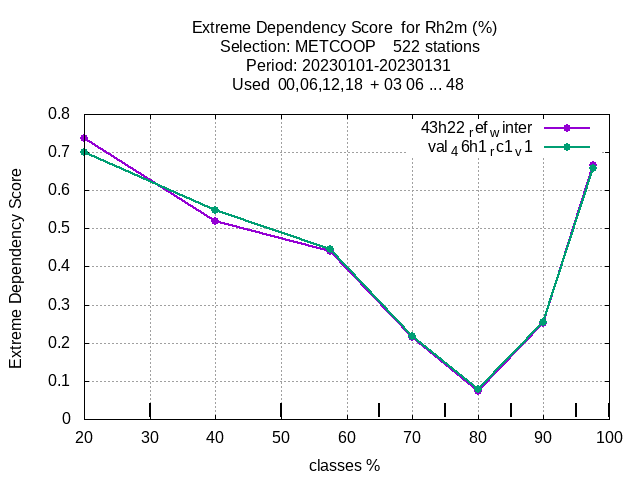 Extreme Dependency Score  for Rh2m (%)
Selection: METCOOP    522 stations
Period: 20230101-20230131
Used  00,06,12,18  + 03 06 ... 48
43h22refwinter
val46h1rc1v1
Extreme Dependency Score
0.8
0.7
0.6
0.5
0.4
0.3
0.2
0.1
0
20 30 40 50 60 70 80 90 100
classes %